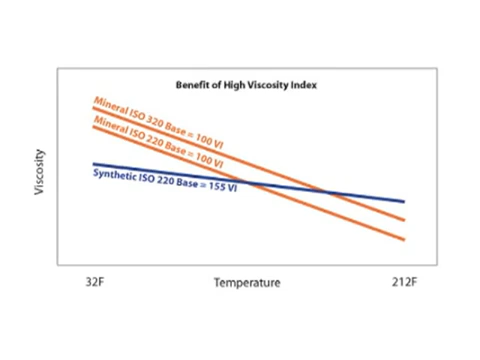 Benefit of High Viscosity Index
Mineral ISO 320 Base = 100 VI
Mineral ISO 220 Base = 100 VI
Synthetic ISO 220 Base = 155 VI
Viscosity
32F
Temperature
212F